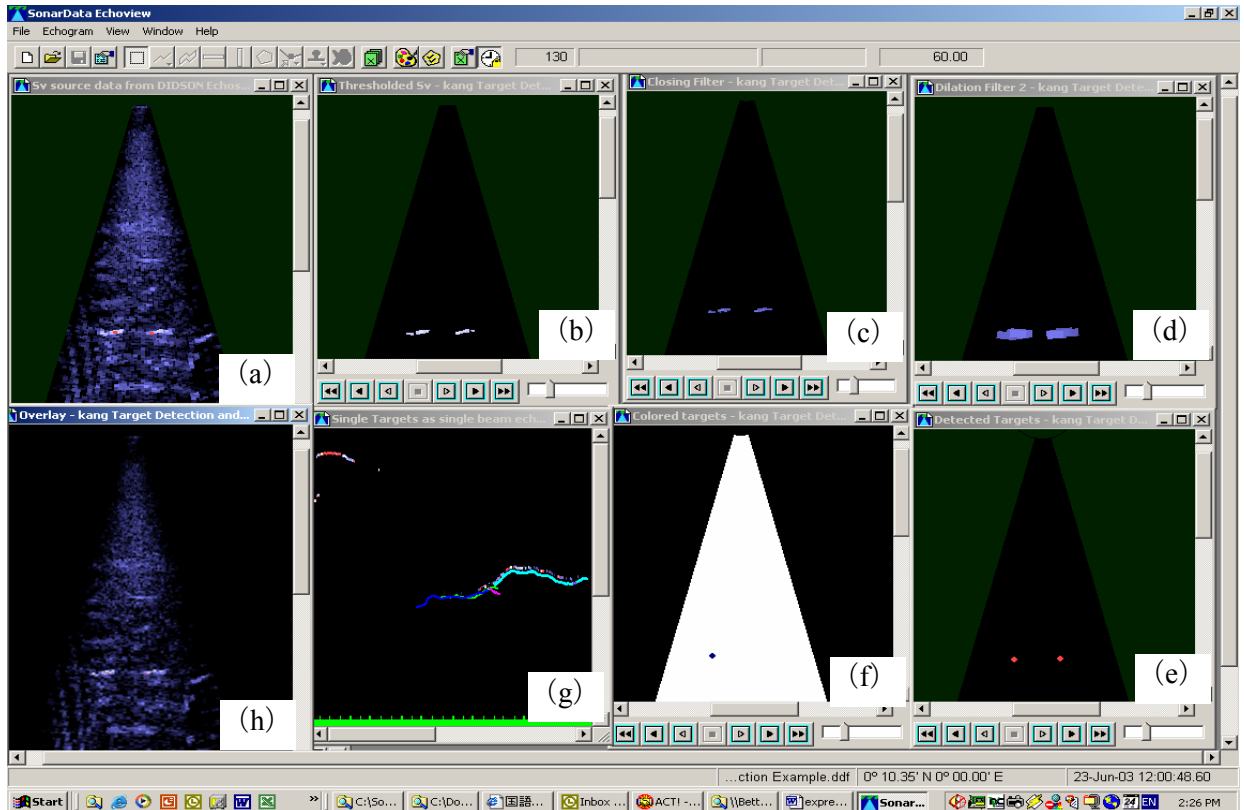 SonarData Echoview
File Echogram View Window Help
130
60.00
Sv source data from DIDSON Echos...
Thresholded Sv - kang Target Det...
Closing Filter - kang Target Det...
Dilation Filter 2 - kang Target Dete...
(a)
(b)
(c)
(d)
Overlay - kang Target Detection and...
Single Targets as single beam ech...
Colored targets - kang Target Det...
Detected Targets - kang Target D...
(h)
(g)
(f)
(e)
...ction Example.ddf
0° 10.35' N 0° 00.00' E
23-Jun-03 12:00:48.60
Start
»
C:\So...
C:\Do...
国語...
Inbox ...
ACT! -...
\\Bett...
expre...
Sonar...
24
EN
2:26 PM